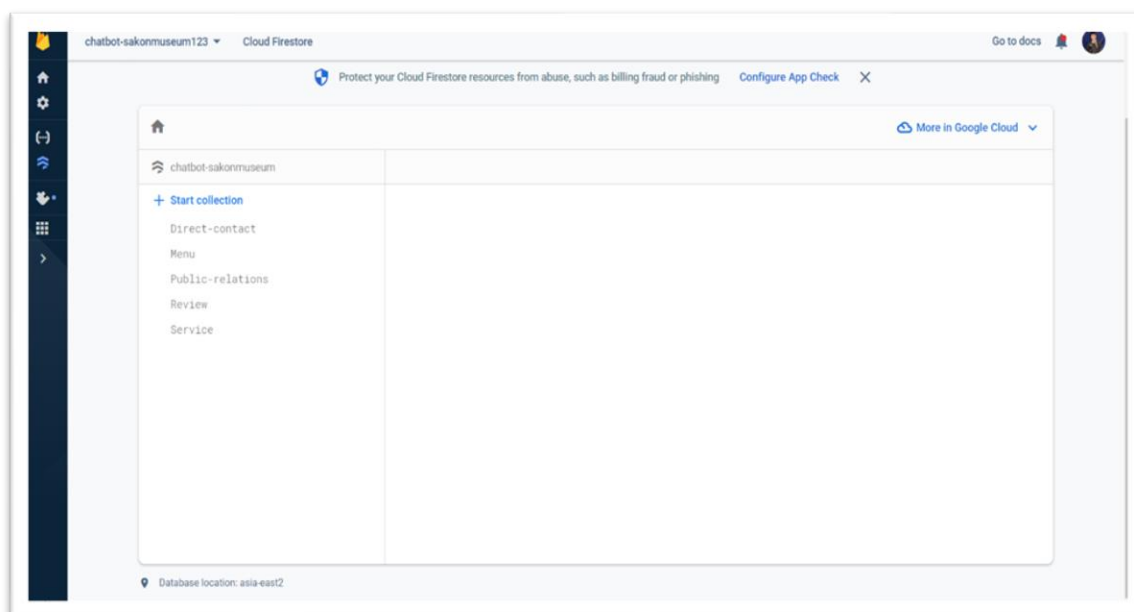 chatbot-sakonmuseum123 Cloud Firestore Go to docs
Protect your Cloud Firestore resources from abuse, such as billing fraud or phishing Configure App Check
More in Google Cloud
chatbot-sakonmuseum
+ Start collection
Direct-contact
Menu
Public-relations
Review
Service
Database location: asia-east2